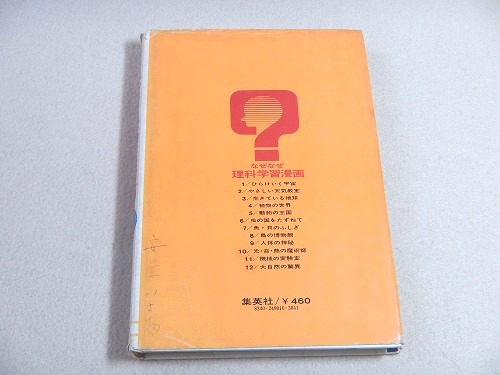 なぜなぜ
理科学習漫画
1/ひらけいく宇宙
2/やさしい天気教室
3/生きている地球
4/植物の世界
5/動物の王国
6/虫の国をたずねて
7/魚・貝のふしぎ
8/鳥の博物館
9/人体の神秘
10/光・音・熱の魔術師
11/機械の実験室
12/大自然の驚異
集英社/¥460
8340-249010-3041